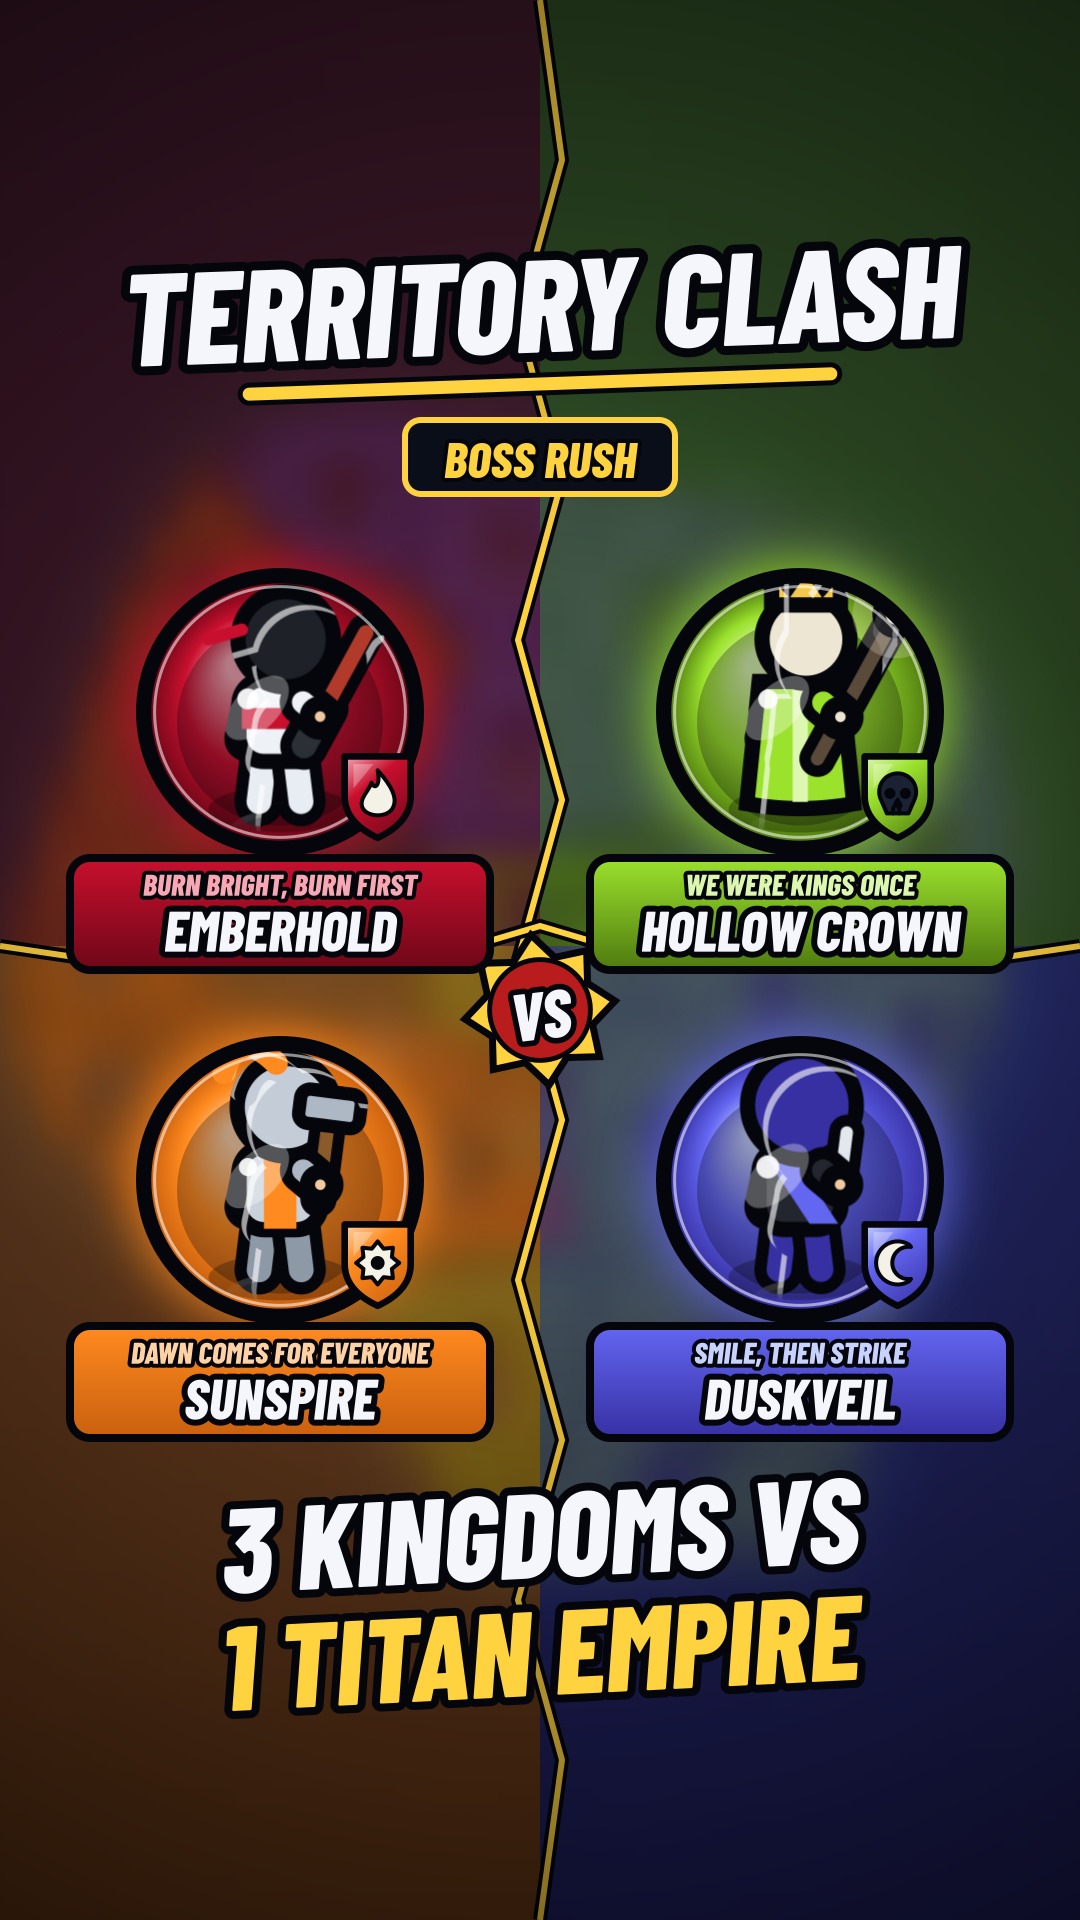 TERRITORY CLASH
BOSS RUSH
BURN BRIGHT, BURN FIRST
EMBERHOLD
WE WERE KINGS ONCE
HOLLOW CROWN
VS
DAWN COMES FOR EVERYONE
SUNSPIRE
SMILE, THEN STRIKE
DUSKVEIL
3 KINGDOMS VS
1 TITAN EMPIRE